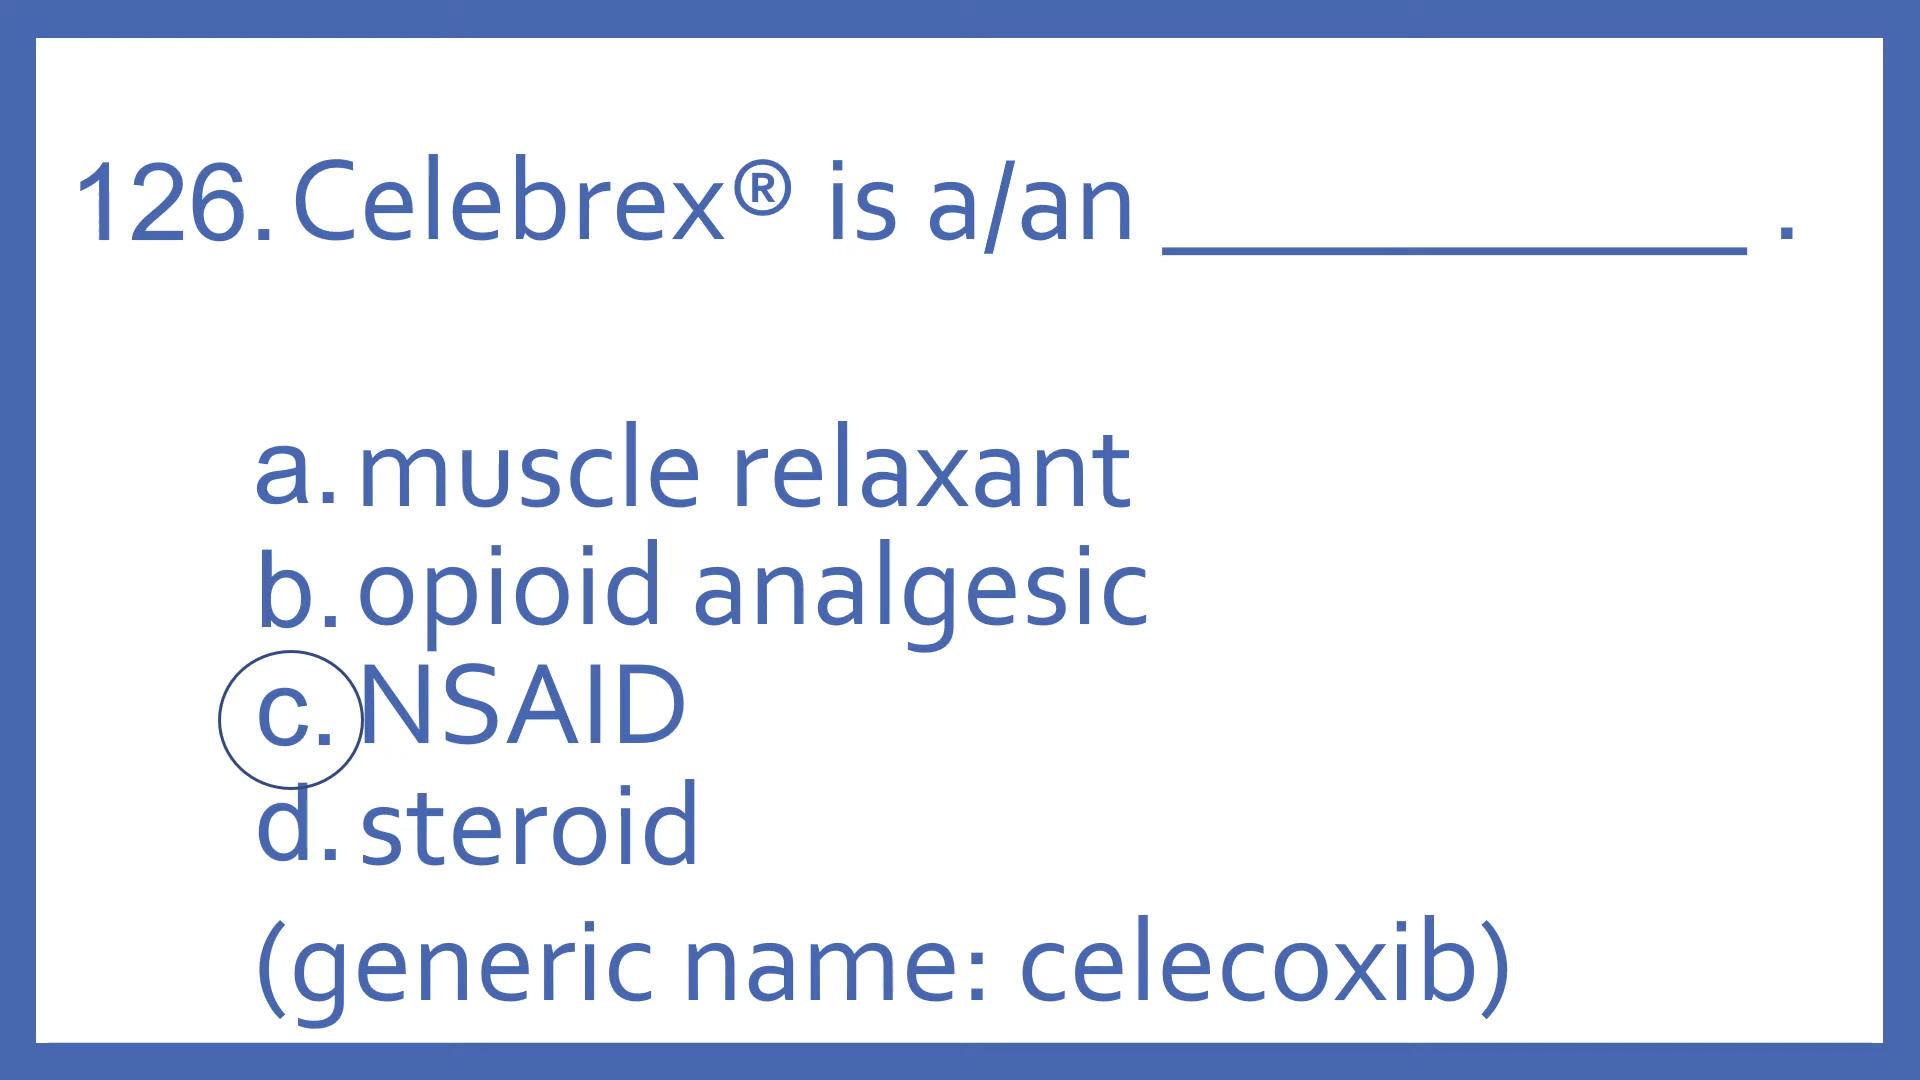 126. Celebrex® is a/an ____________ .
a. muscle relaxant
b. opioid analgesic
c. NSAID
d. steroid
(generic name: celecoxib)